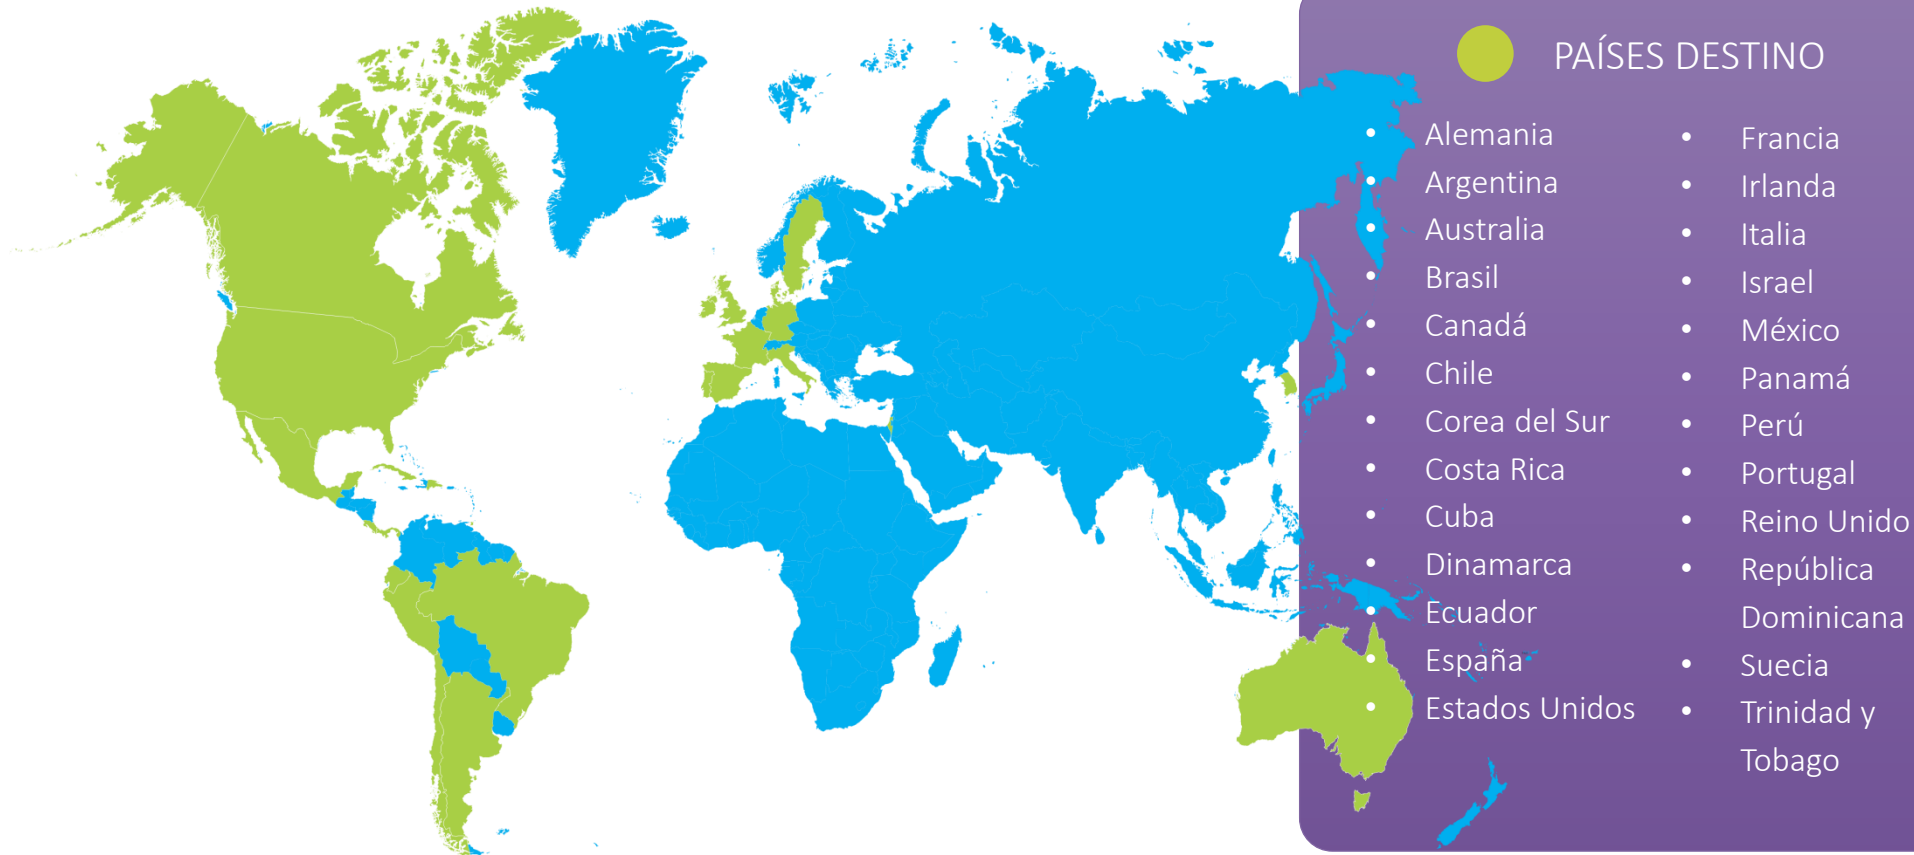 PAÍSES DESTINO
• Alemania
• Argentina
• Australia
• Brasil
• Canadá
• Chile
• Corea del Sur
• Costa Rica
• Cuba
• Dinamarca
• Ecuador
• España
• Estados Unidos
• Francia
• Irlanda
• Italia
• Israel
• México
• Panamá
• Perú
• Portugal
• Reino Unido
• República
Dominicana
• Suecia
• Trinidad y
Tobago